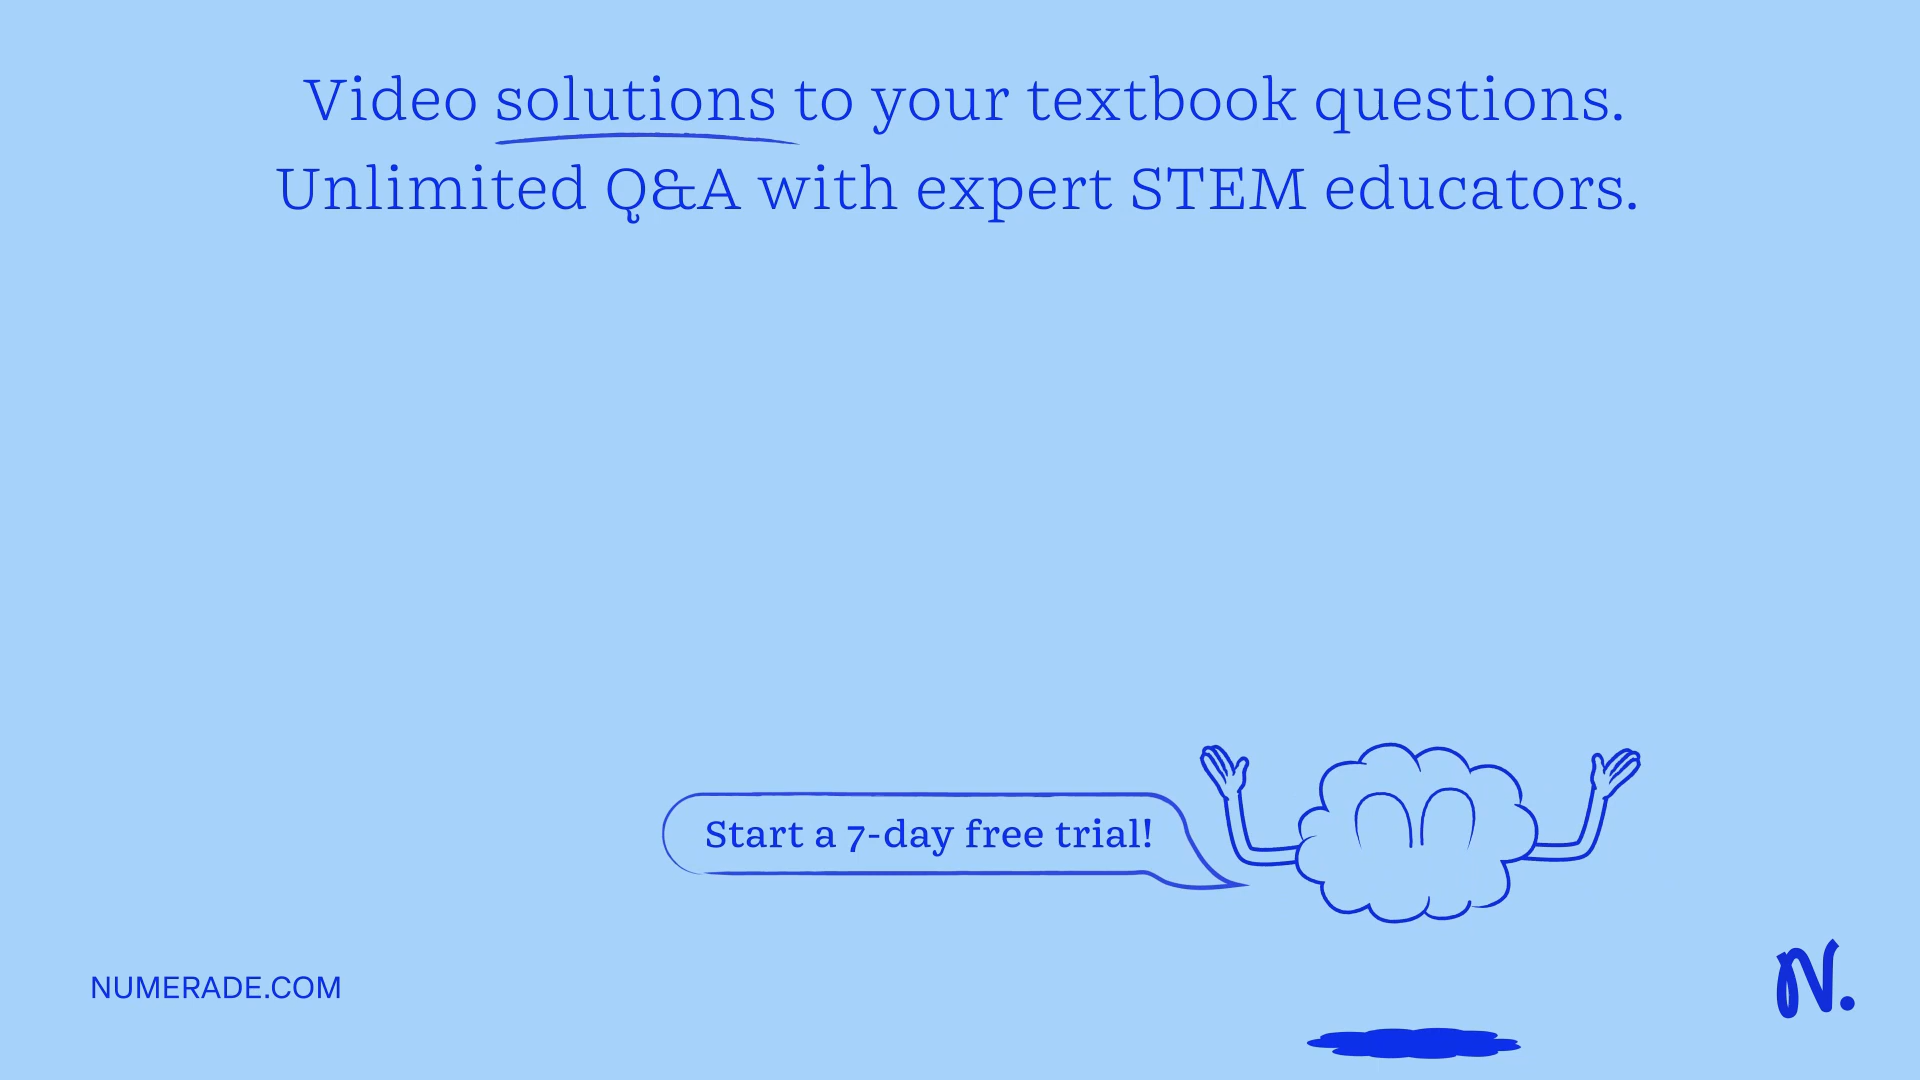 Video solutions to your textbook questions.
Unlimited Q&A with expert STEM educators.
Start a 7-day free trial!
NUMERADE.COM
N.